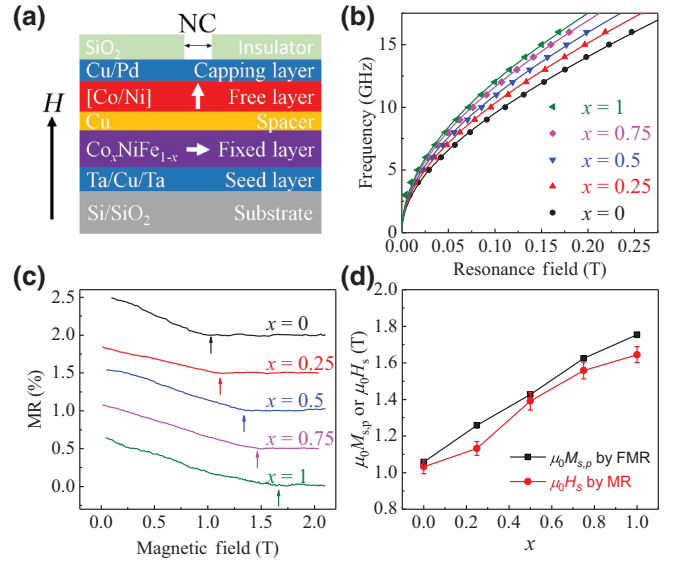 (a)
NC
SiO₂ Insulator
Cu/Pd Capping layer
[Co/Ni] Free layer
Cu Spacer
CoₓNiFe₁₋ₓ Fixed layer
Ta/Cu/Ta Seed layer
Si/SiO₂ Substrate
H
(b)
Frequency (GHz)
15
10
5
0
x = 1
x = 0.75
x = 0.5
x = 0.25
x = 0
0.00 0.05 0.10 0.15 0.20 0.25
Resonance field (T)
(c)
MR (%)
2.5
2.0
1.5
1.0
0.5
0.0
x = 0
x = 0.25
x = 0.5
x = 0.75
x = 1
0.0 0.5 1.0 1.5 2.0
Magnetic field (T)
(d)
μ₀Mₛ,ₚ or μ₀Hₛ (T)
2.0
1.8
1.6
1.4
1.2
1.0
0.8
μ₀Mₛ,ₚ by FMR
μ₀Hₛ by MR
0.0 0.2 0.4 0.6 0.8 1.0
x